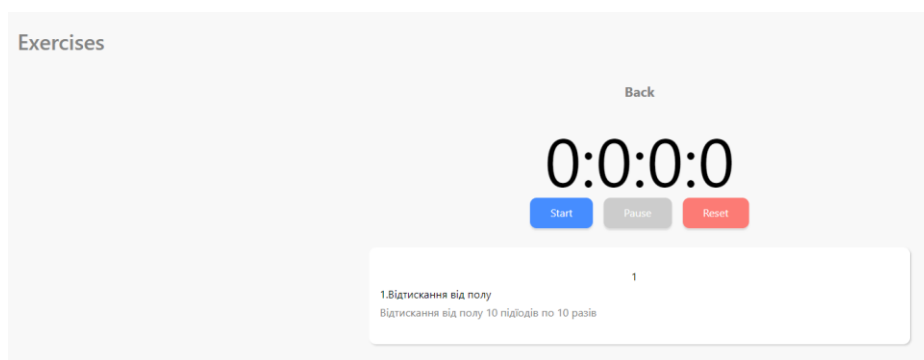 Exercises
Back
0:0:0:0
Start Pause Reset
1
1.Відтискання від полу
Відтискання від полу 10 підїодів по 10 разів